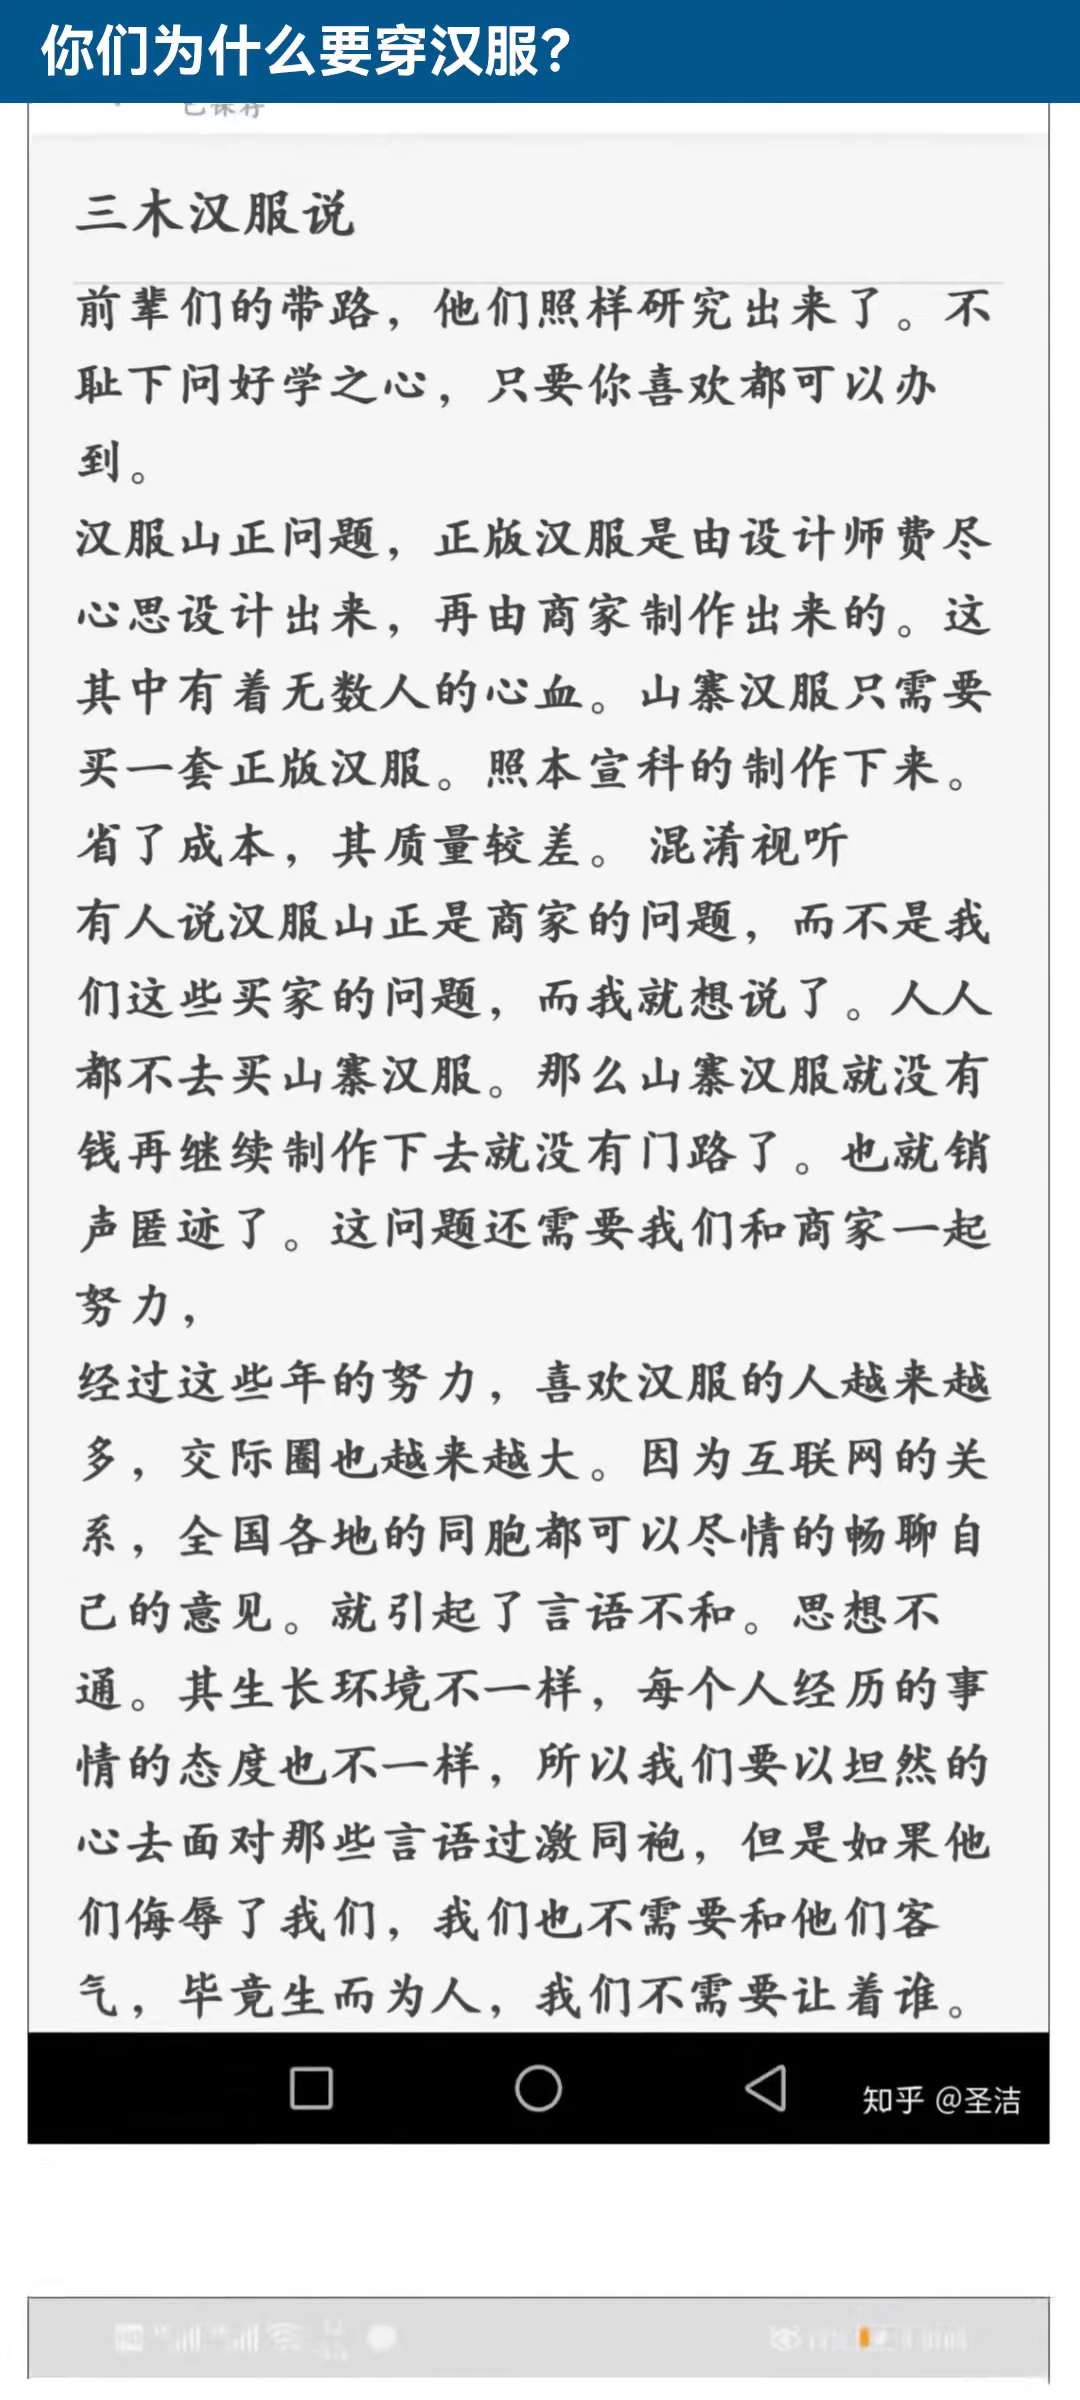 你们为什么要穿汉服？
已保存
三木汉服说
前辈们的带路，他们照样研究出来了。不
耻下问好学之心，只要你喜欢都可以办
到。
汉服山正问题，正版汉服是由设计师费尽
心思设计出来，再由商家制作出来的。这
其中有着无数人的心血。山寨汉服只需要
买一套正版汉服。照本宣科的制作下来。
省了成本，其质量较差。 混淆视听
有人说汉服山正是商家的问题，而不是我
们这些买家的问题，而我就想说了。人人
都不去买山寨汉服。那么山寨汉服就没有
钱再继续制作下去就没有门路了。也就销
声匿迹了。这问题还需要我们和商家一起
努力，
经过这些年的努力，喜欢汉服的人越来越
多，交际圈也越来越大。因为互联网的关
系，全国各地的同胞都可以尽情的畅聊自
己的意见。就引起了言语不和。思想不
通。其生长环境不一样，每个人经历的事
情的态度也不一样，所以我们要以坦然的
心去面对那些言语过激同袍，但是如果他
们侮辱了我们，我们也不需要和他们客
气，毕竟生而为人，我们不需要让着谁。
知乎 @圣洁